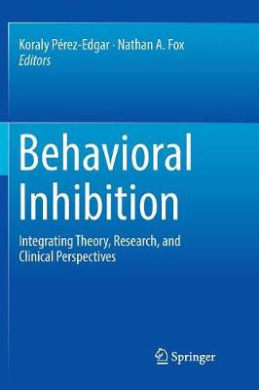 Koraly Pérez-Edgar · Nathan A. Fox
Editors
Behavioral
Inhibition
Integrating Theory, Research, and
Clinical Perspectives
Springer